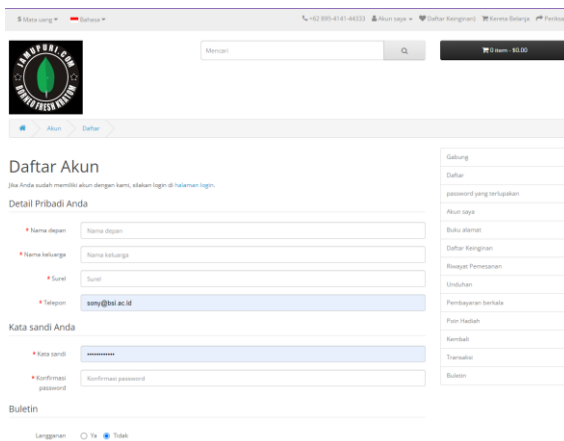 $ Mata uang Bahasa +62 895-4141-44333 Akun saya Daftar Keinginan) Kereta Belanja Periksa
JAMUPURI.COM
BORNEO FRESH KRATOM
Mencari
0 item - $0.00
Akun Daftar
Daftar Akun
Jika Anda sudah memiliki akun dengan kami, silakan login di halaman login.
Detail Pribadi Anda
* Nama depan Nama depan
* Nama keluarga Nama keluarga
* Surel Surel
* Telepon sony@bsi.ac.id
Kata sandi Anda
* Kata sandi ••••••••••••
* Konfirmasi password Konfirmasi password
Buletin
Langganan Ya Tidak
Gabung
Daftar
password yang terlupakan
Akun saya
Buku alamat
Daftar Keinginan
Riwayat Pemesanan
Unduhan
Pembayaran berkala
Poin Hadiah
Kembali
Transaksi
Buletin